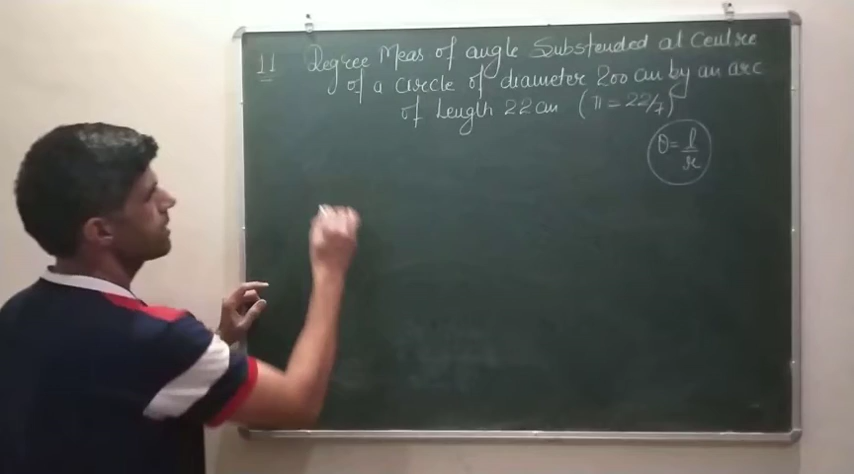 11 Degree Meas of angle Substended at Centre
of a circle of diameter 200 cm by an arc
of Length 22 cm (π = 22/7)
θ = l/r